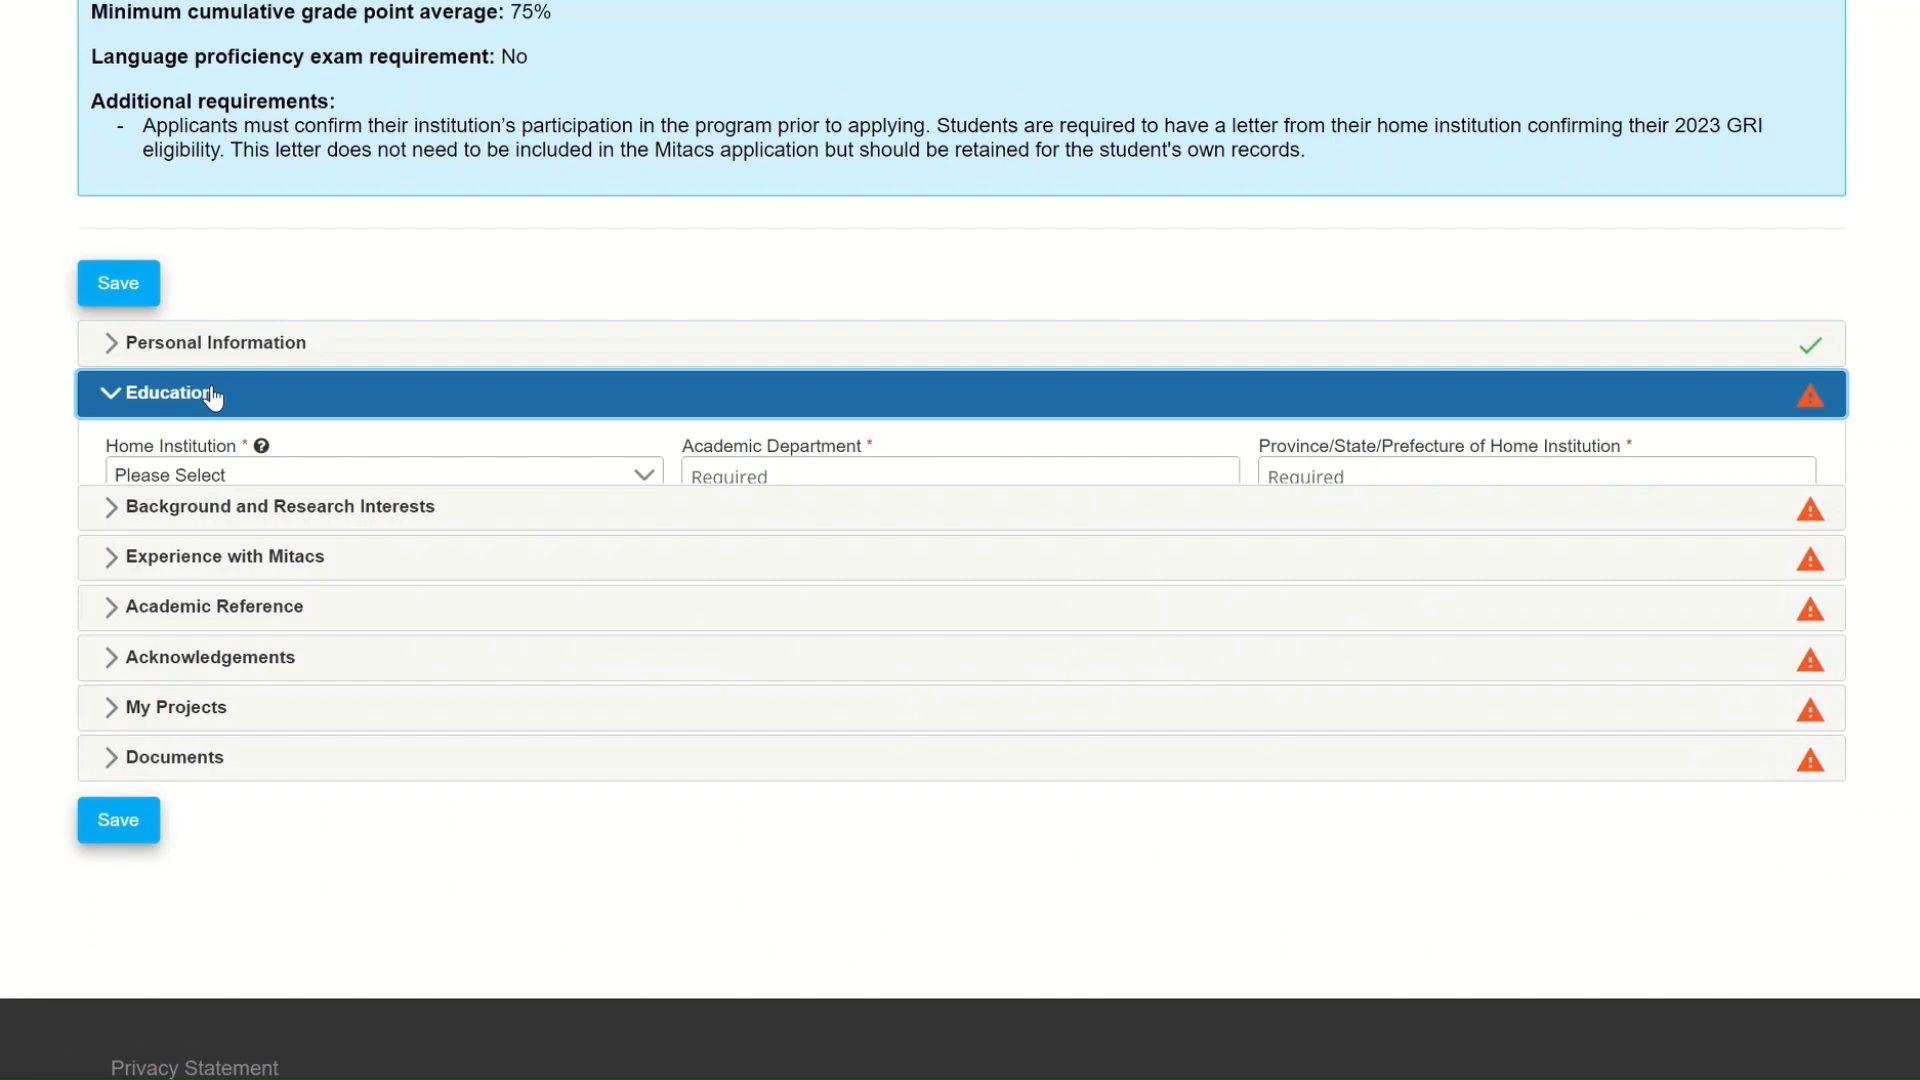 Minimum cumulative grade point average: 75%
Language proficiency exam requirement: No
Additional requirements:
- Applicants must confirm their institution’s participation in the program prior to applying. Students are required to have a letter from their home institution confirming their 2023 GRI
eligibility. This letter does not need to be included in the Mitacs application but should be retained for the student's own records.
Save
Personal Information
Education
Home Institution * Academic Department * Province/State/Prefecture of Home Institution *
Please Select Required Required
Background and Research Interests
Experience with Mitacs
Academic Reference
Acknowledgements
My Projects
Documents
Save
Privacy Statement